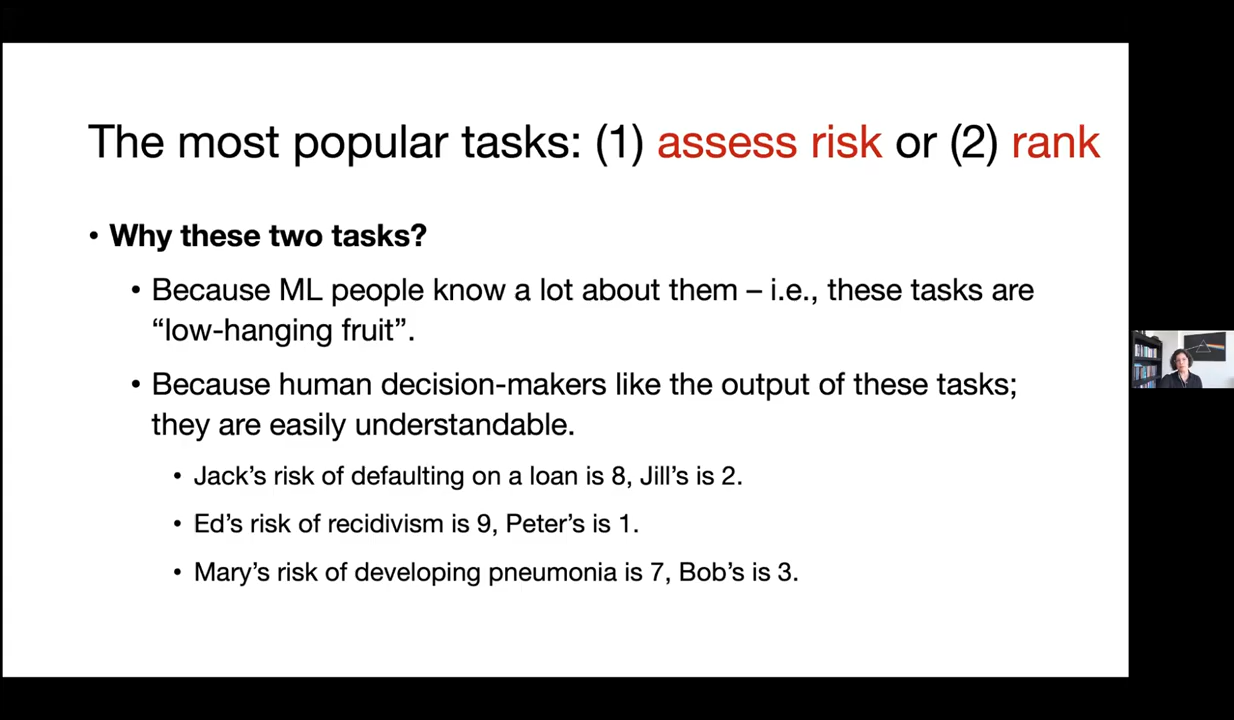 The most popular tasks: (1) assess risk or (2) rank
• Why these two tasks?
• Because ML people know a lot about them – i.e., these tasks are
“low-hanging fruit”.
• Because human decision-makers like the output of these tasks;
they are easily understandable.
• Jack’s risk of defaulting on a loan is 8, Jill’s is 2.
• Ed’s risk of recidivism is 9, Peter’s is 1.
• Mary’s risk of developing pneumonia is 7, Bob’s is 3.